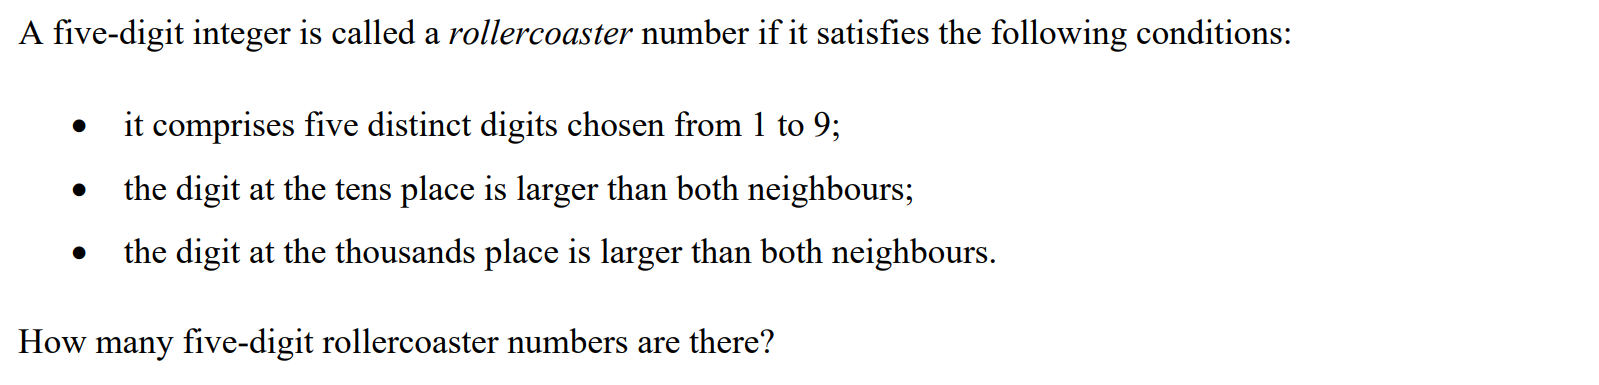 A five-digit integer is called a rollercoaster number if it satisfies the following conditions:
• it comprises five distinct digits chosen from 1 to 9;
• the digit at the tens place is larger than both neighbours;
• the digit at the thousands place is larger than both neighbours.
How many five-digit rollercoaster numbers are there?